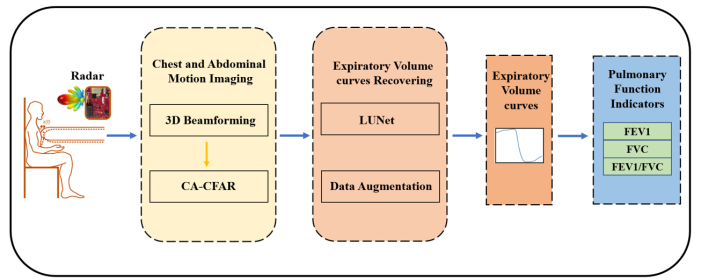 Radar
Chest and Abdominal
Motion Imaging
3D Beamforming
CA-CFAR
Expiratory Volume
curves Recovering
LUNet
Data Augmentation
Expiratory
Volume
curves
Pulmonary
Function
Indicators
FEV1
FVC
FEV1/FVC